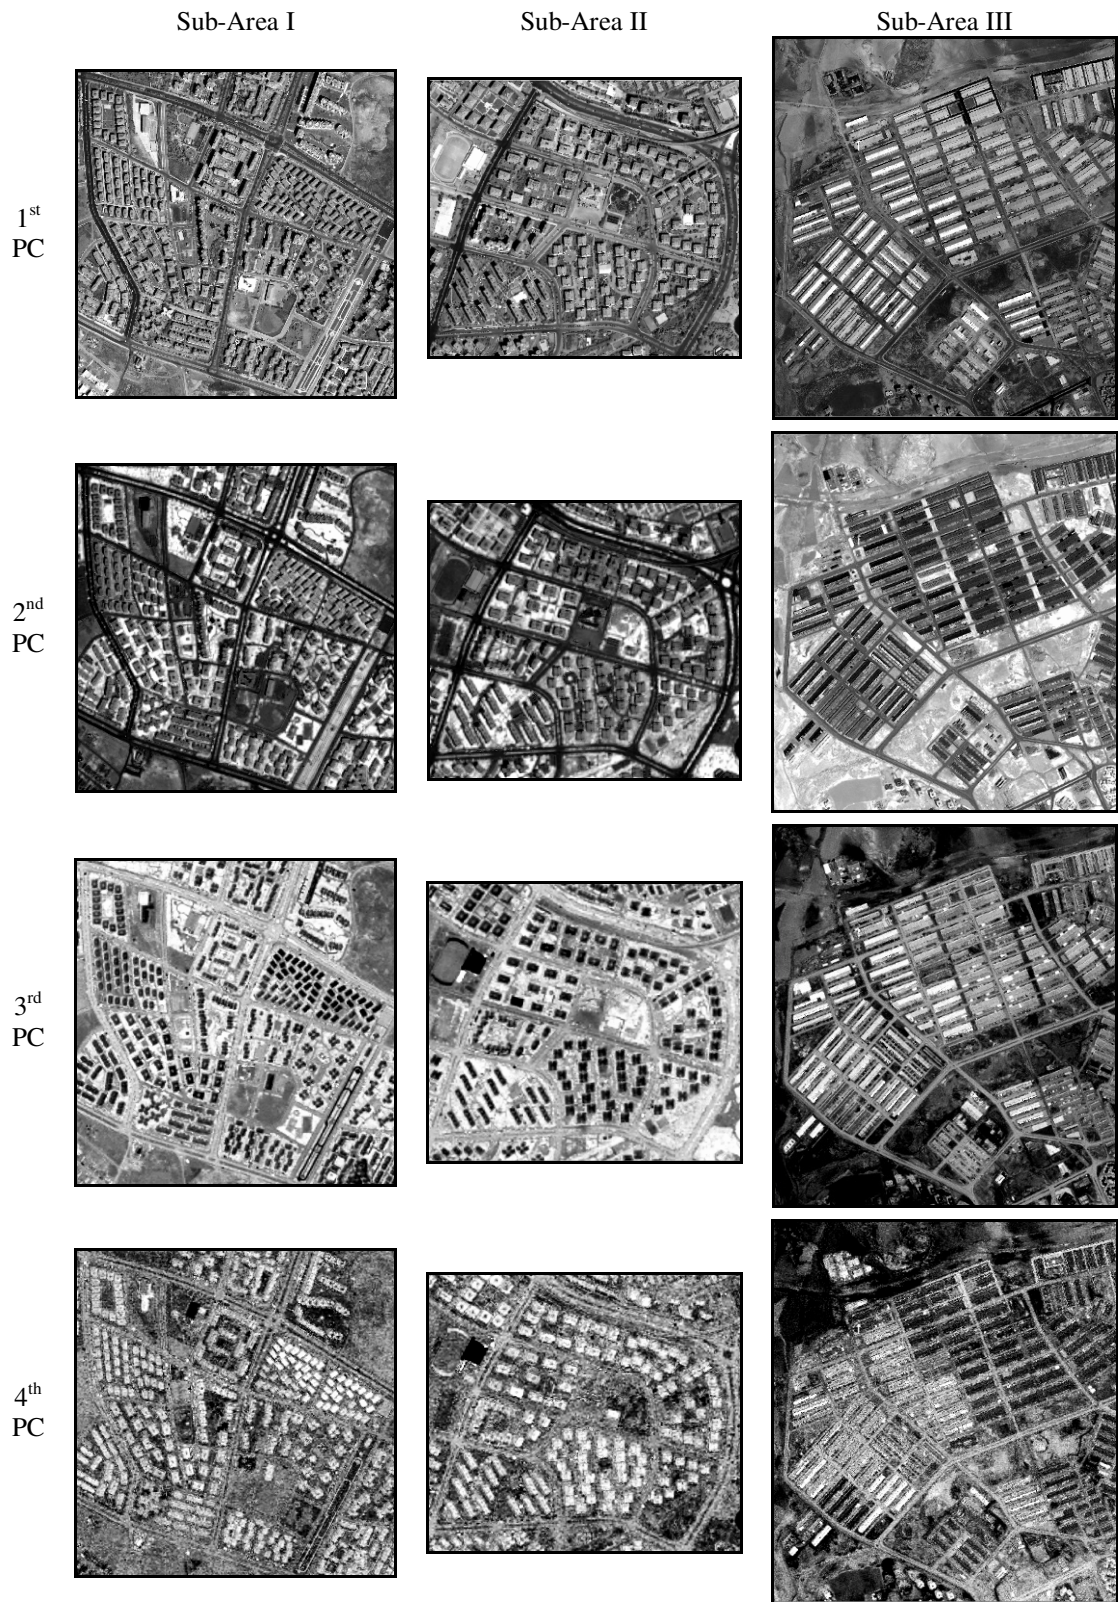 Sub-Area I
Sub-Area II
Sub-Area III
1st
PC
2nd
PC
3rd
PC
4th
PC